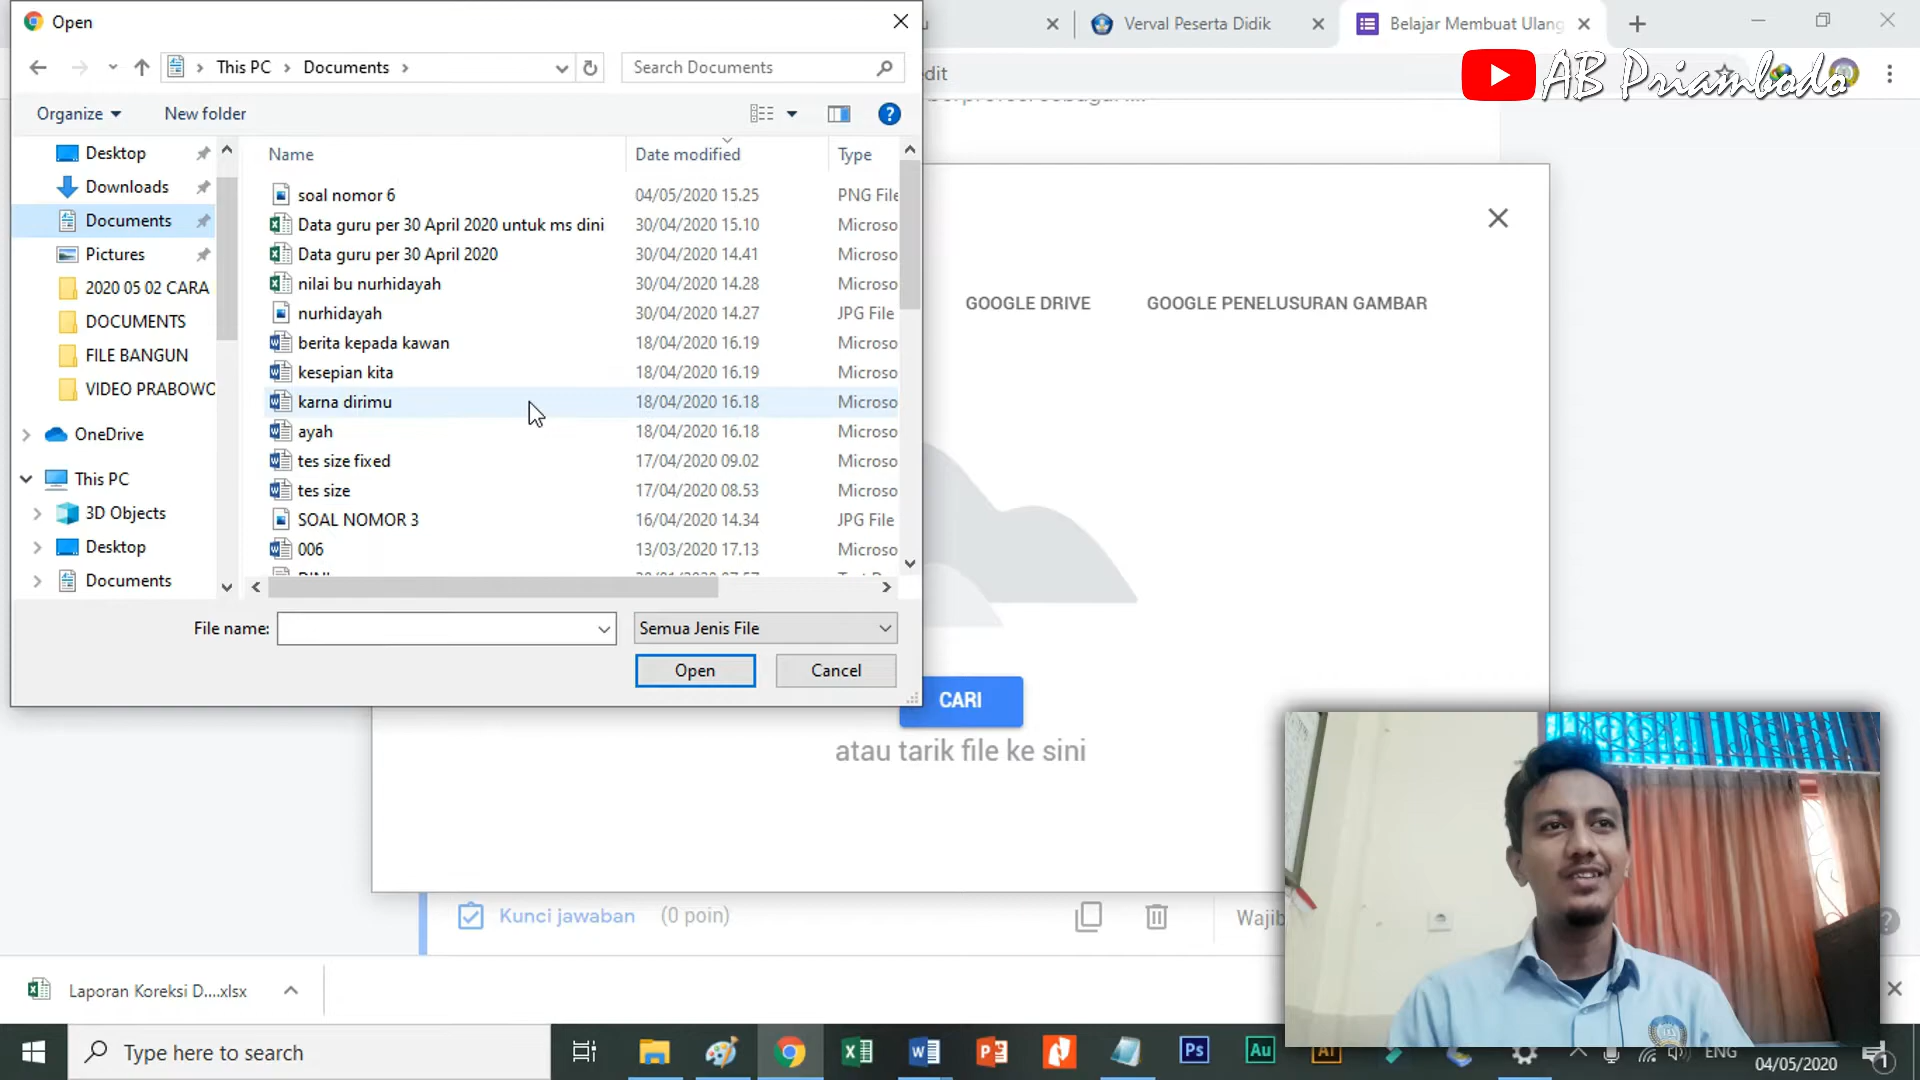 Open
u
Verval Peserta Didik
Belajar Membuat Ulang
This PC
Documents
Search Documents
edit
AB Priambodo
Organize
New folder
Name
Date modified
Type
Desktop
Downloads
Documents
Pictures
2020 05 02 CARA
DOCUMENTS
FILE BANGUN
VIDEO PRABOWO
OneDrive
This PC
3D Objects
Desktop
Documents
soal nomor 6 04/05/2020 15.25 PNG File
Data guru per 30 April 2020 untuk ms dini 30/04/2020 15.10 Microso
Data guru per 30 April 2020 30/04/2020 14.41 Microso
nilai bu nurhidayah 30/04/2020 14.28 Microso
nurhidayah 30/04/2020 14.27 JPG File
berita kepada kawan 18/04/2020 16.19 Microso
kesepian kita 18/04/2020 16.19 Microso
karna dirimu 18/04/2020 16.18 Microso
ayah 18/04/2020 16.18 Microso
tes size fixed 17/04/2020 09.02 Microso
tes size 17/04/2020 08.53 Microso
SOAL NOMOR 3 16/04/2020 14.34 JPG File
006 13/03/2020 17.13 Microso
File name:
Semua Jenis File
Open
Cancel
GOOGLE DRIVE
GOOGLE PENELUSURAN GAMBAR
CARI
atau tarik file ke sini
Kunci jawaban (0 poin)
Wajib
Laporan Koreksi D....xlsx
Type here to search
Ps
Au
Ai
ENG
04/05/2020
1